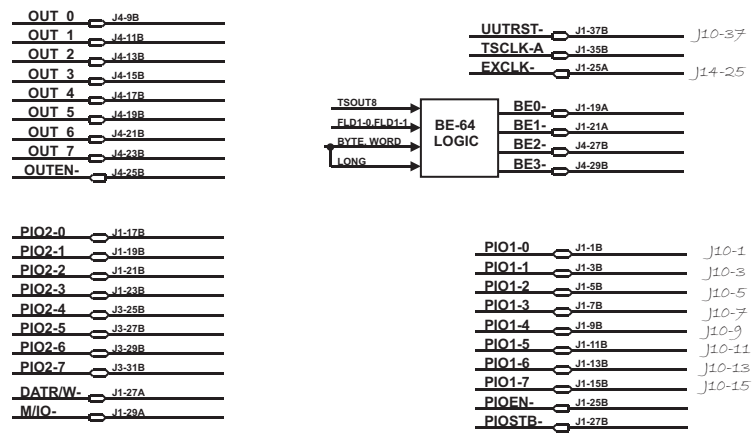 OUT 0 J4-9B
OUT 1 J4-11B
OUT 2 J4-13B
OUT 3 J4-15B
OUT 4 J4-17B
OUT 5 J4-19B
OUT 6 J4-21B
OUT 7 J4-23B
OUTEN- J4-25B
UUTRST- J1-37B J10-37
TSCLK-A J1-35B
EXCLK- J1-25A J14-25
TSOUT8
FLD1-0,FLD1-1
BYTE, WORD
LONG
BE-64
LOGIC
BE0- J1-19A
BE1- J1-21A
BE2- J4-27B
BE3- J4-29B
PIO2-0 J1-17B
PIO2-1 J1-19B
PIO2-2 J1-21B
PIO2-3 J1-23B
PIO2-4 J3-25B
PIO2-5 J3-27B
PIO2-6 J3-29B
PIO2-7 J3-31B
DATR/W- J1-27A
M/IO- J1-29A
PIO1-0 J1-1B J10-1
PIO1-1 J1-3B J10-3
PIO1-2 J1-5B J10-5
PIO1-3 J1-7B J10-7
PIO1-4 J1-9B J10-9
PIO1-5 J1-11B J10-11
PIO1-6 J1-13B J10-13
PIO1-7 J1-15B J10-15
PIOEN- J1-25B
PIOSTB- J1-27B